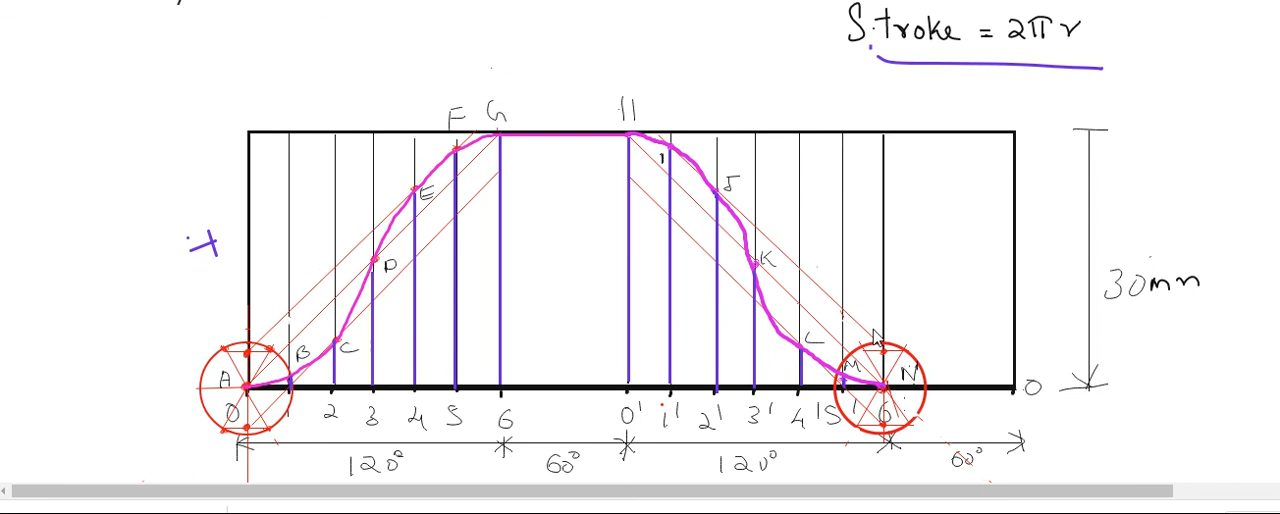 Stroke = 2πr
F G H
I J
E
D K
30mm
B C L
A M N
0 1 2 3 4 5 6 0' 1' 2' 3' 4' 5' 6' 0
120° 60° 120° 60°